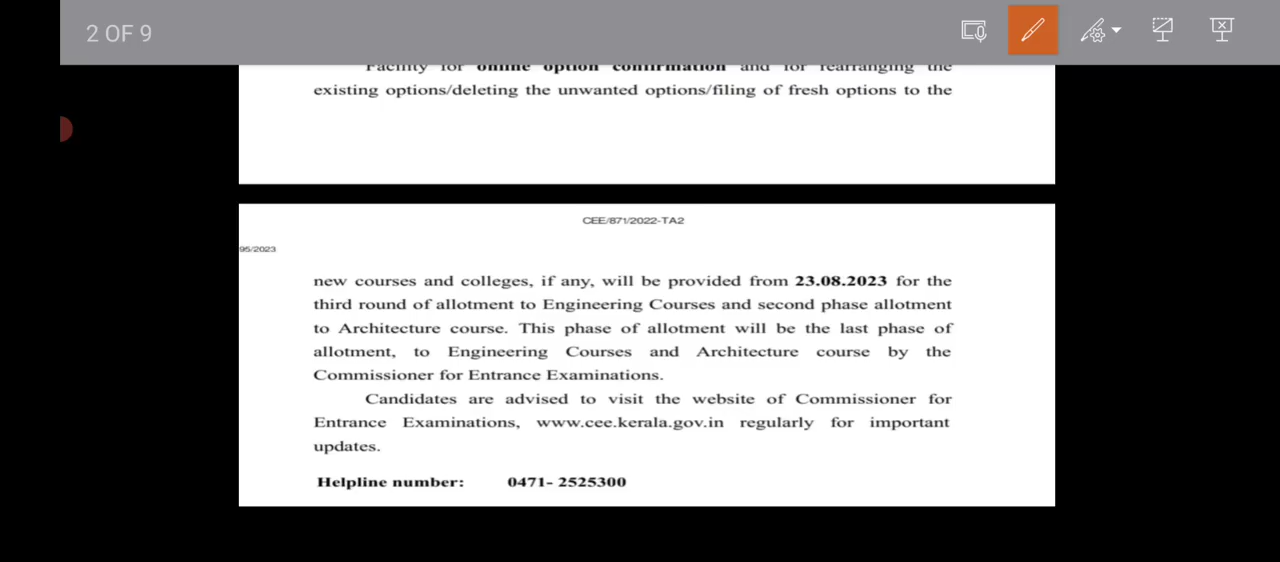 2 OF 9
Facility for online option confirmation and for rearranging the
existing options/deleting the unwanted options/filing of fresh options to the
CEE/871/2022-TA2
95/2023
new courses and colleges, if any, will be provided from 23.08.2023 for the
third round of allotment to Engineering Courses and second phase allotment
to Architecture course. This phase of allotment will be the last phase of
allotment, to Engineering Courses and Architecture course by the
Commissioner for Entrance Examinations.
Candidates are advised to visit the website of Commissioner for
Entrance Examinations, www.cee.kerala.gov.in regularly for important
updates.
Helpline number: 0471- 2525300